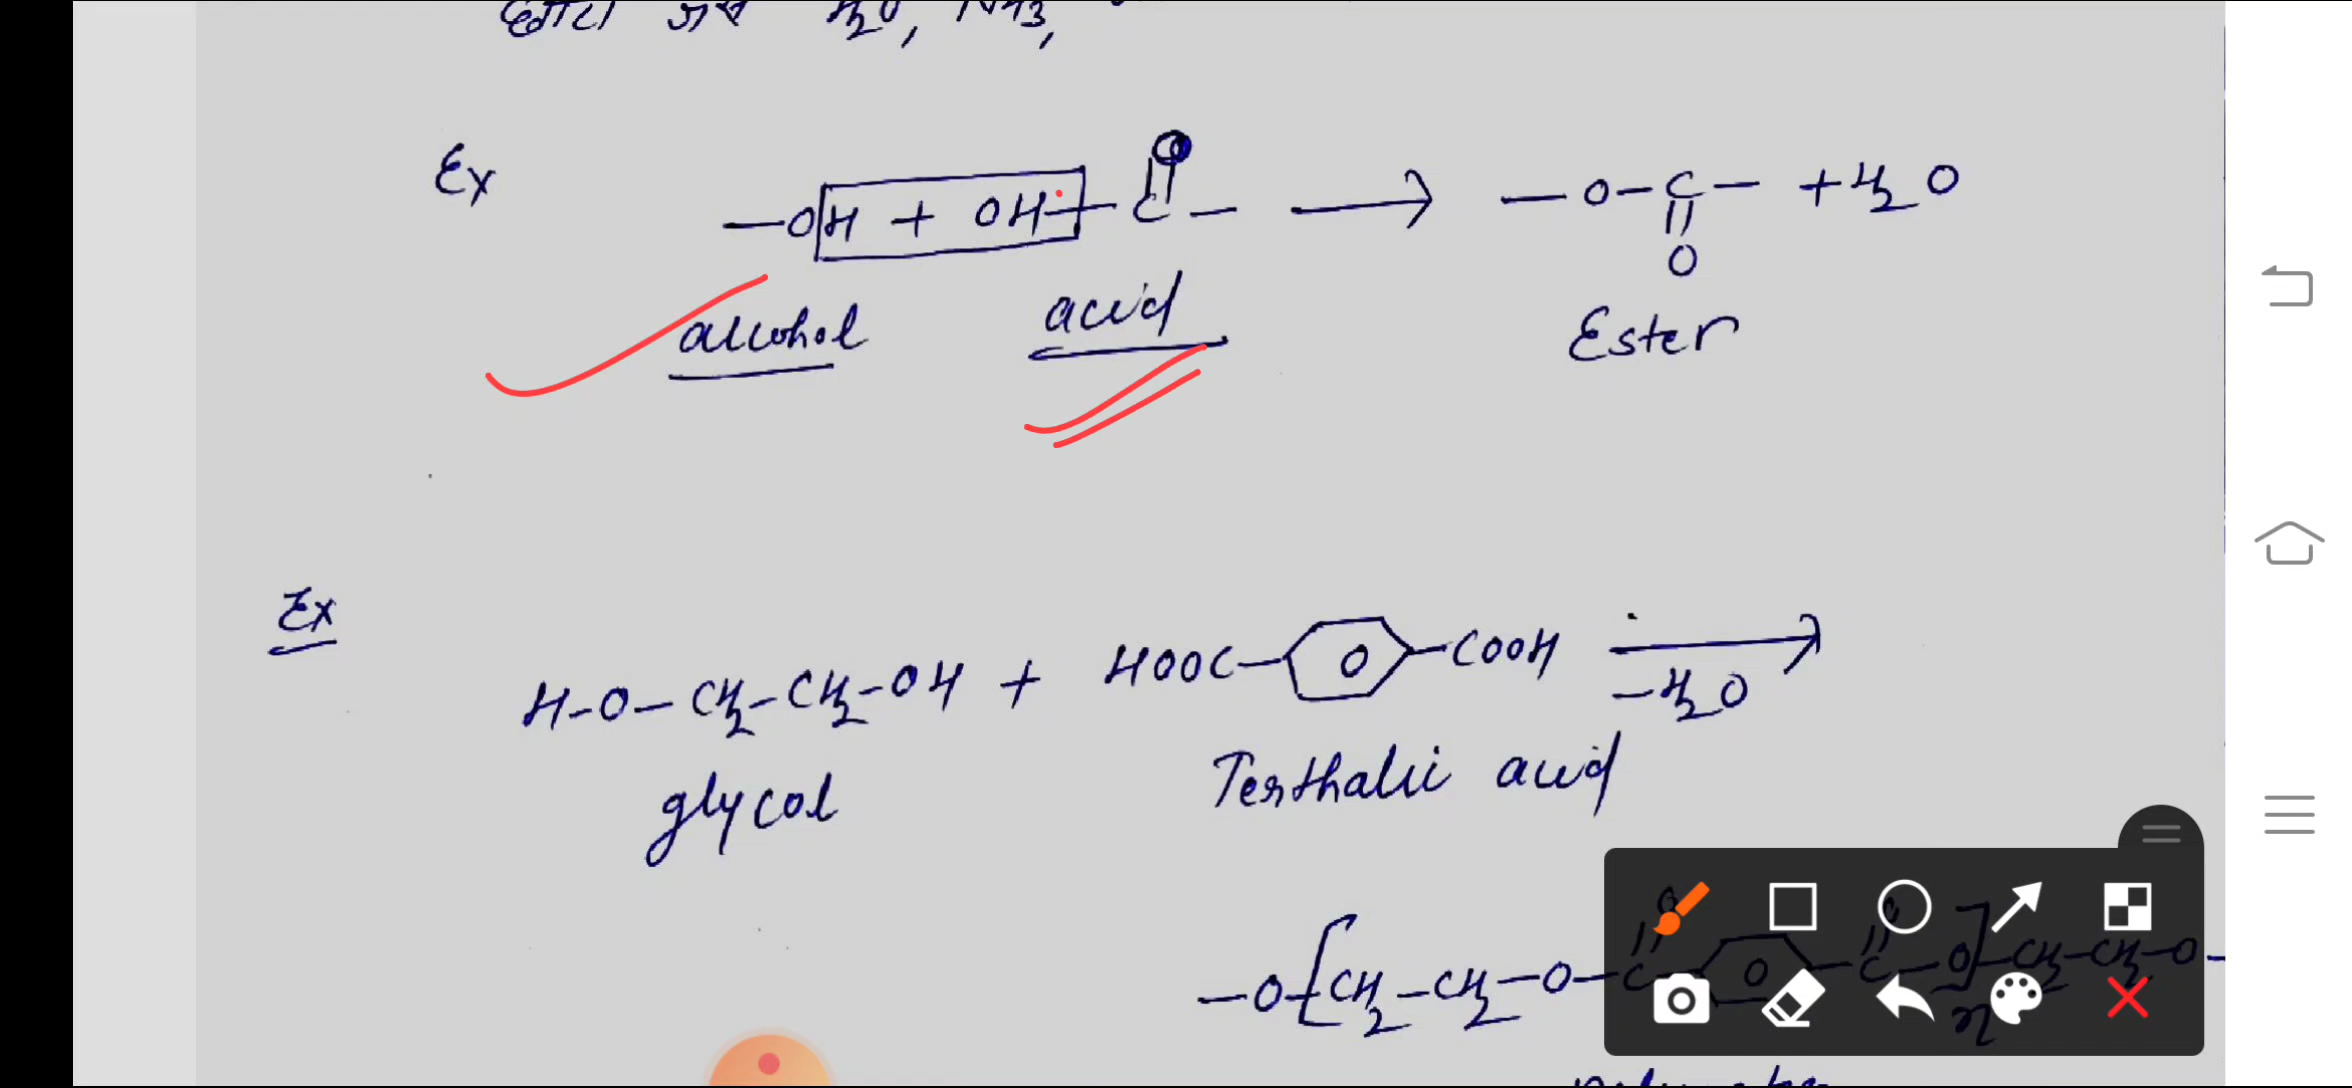 H₂O, NH₃,
Ex —OH + OH—C— → —O—C— + H₂O
O
O
alcohol acid Ester
Ex
H-O-CH₂-CH₂-OH + HOOC- -COOH →
-H₂O
glycol Terthalic acid
—O—[CH₂—CH₂—O—C— —C—O]—CH₂—CH₂—O—
n